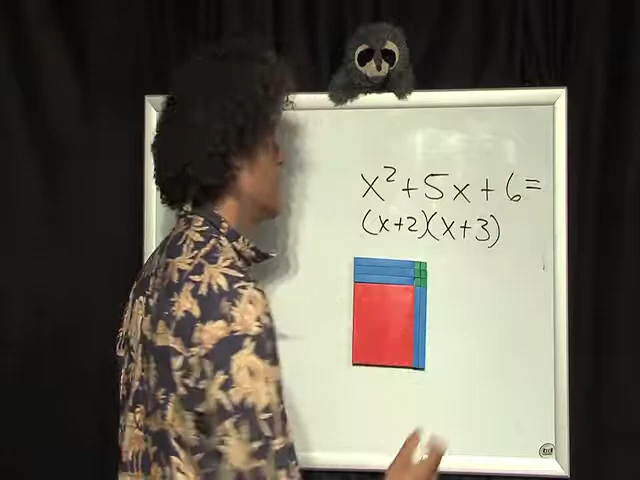 x² + 5x + 6 =
(x+2)(x+3)